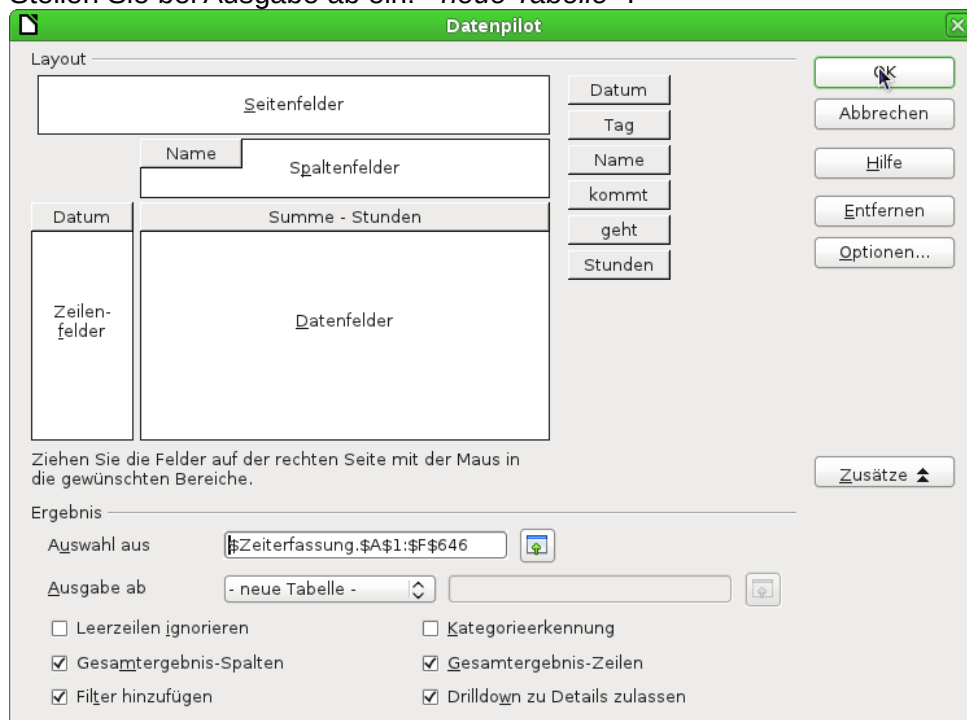 Stellen Sie bei Ausgabe ab ein: - neue Tabelle -.
Datenpilot
Layout
Seitenfelder
Name
Spaltenfelder
Datum
Summe - Stunden
Zeilen-
felder
Datenfelder
Datum
Tag
Name
kommt
geht
Stunden
OK
Abbrechen
Hilfe
Entfernen
Optionen...
Ziehen Sie die Felder auf der rechten Seite mit der Maus in
die gewünschten Bereiche.
Zusätze
Ergebnis
Auswahl aus
$Zeiterfassung.$A$1:$F$646
Ausgabe ab
- neue Tabelle -
Leerzeilen ignorieren
Kategorieerkennung
Gesamtergebnis-Spalten
Gesamtergebnis-Zeilen
Filter hinzufügen
Drilldown zu Details zulassen